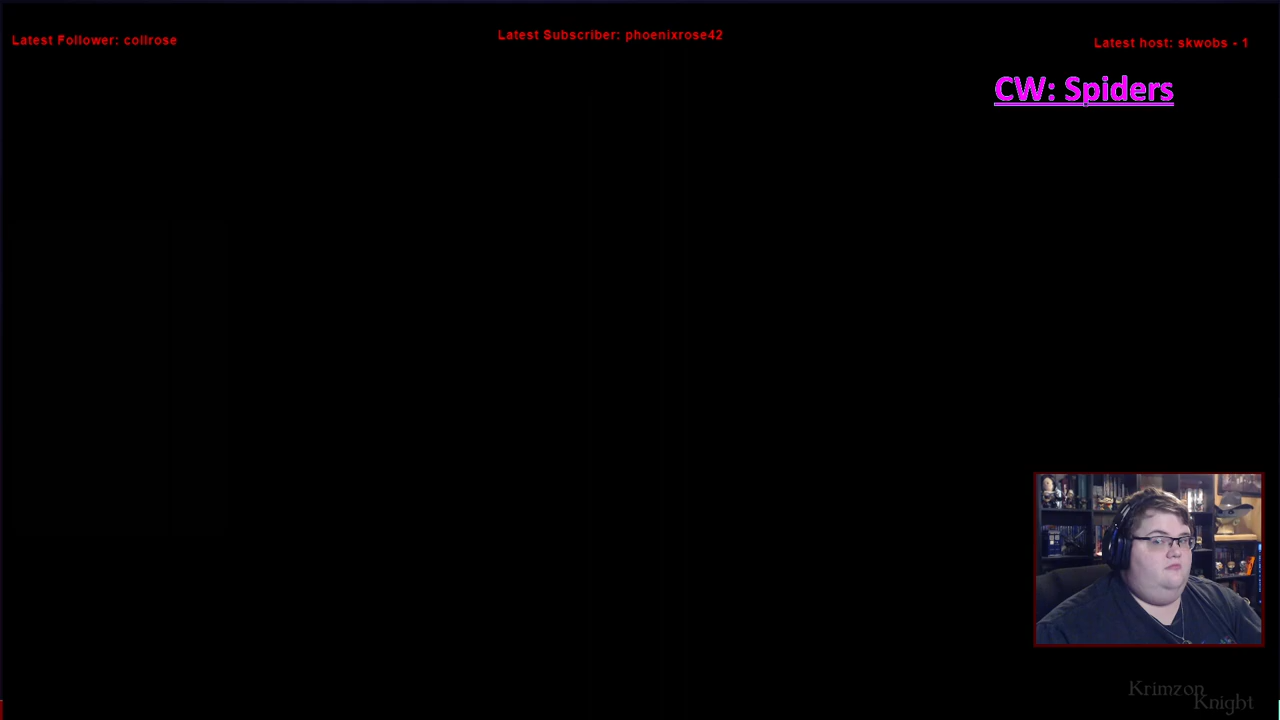 Latest Follower: collrose
Latest Subscriber: phoenixrose42
Latest host: skwobs - 1
CW: Spiders
Krimzon
Knight